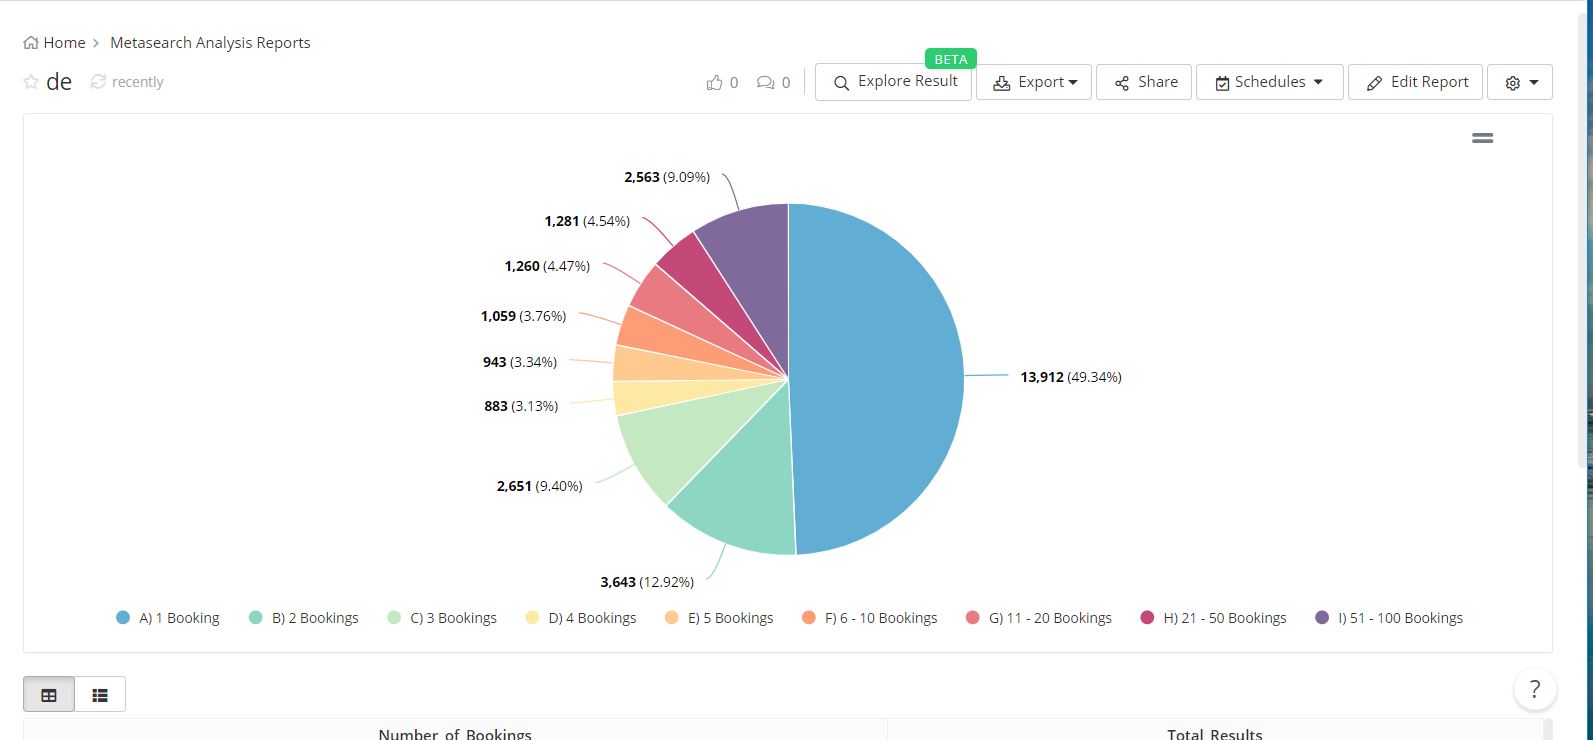 Home > Metasearch Analysis Reports
BETA
de recently
0 0 Explore Result Export Share Schedules Edit Report
2,563 (9.09%)
1,281 (4.54%)
1,260 (4.47%)
1,059 (3.76%)
943 (3.34%)
13,912 (49.34%)
883 (3.13%)
2,651 (9.40%)
3,643 (12.92%)
A) 1 Booking B) 2 Bookings C) 3 Bookings D) 4 Bookings E) 5 Bookings F) 6 - 10 Bookings G) 11 - 20 Bookings H) 21 - 50 Bookings I) 51 - 100 Bookings
?
Number of Bookings Total Results